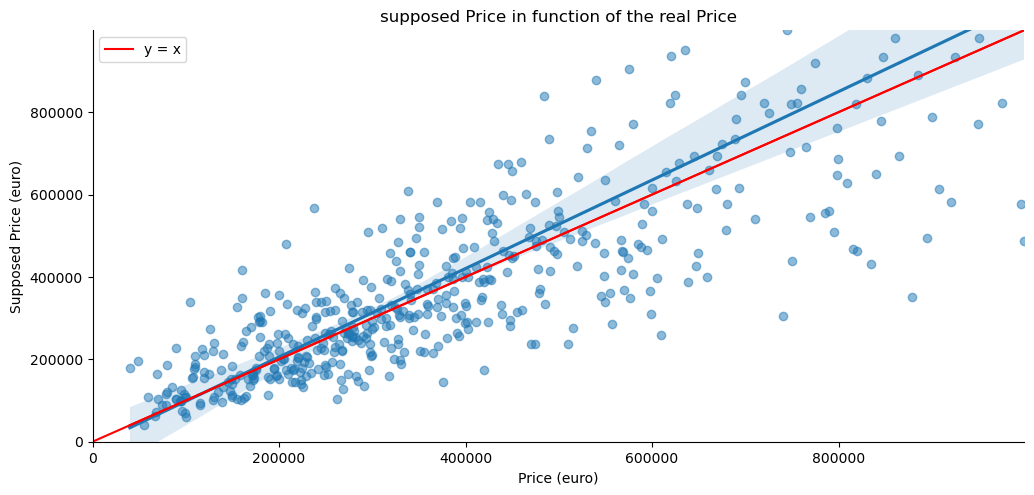 supposed Price in function of the real Price
y = x
Supposed Price (euro)
800000
600000
400000
200000
0
0 200000 400000 600000 800000
Price (euro)